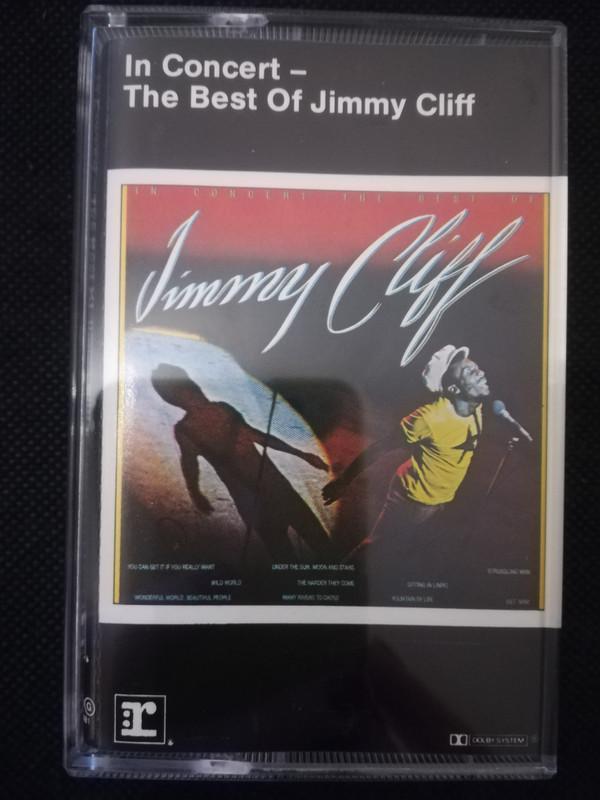 In Concert –
The Best Of Jimmy Cliff
IN CONCERT THE BEST OF
Jimmy Cliff
YOU CAN GET IT IF YOU REALLY WANT
UNDER THE SUN, MOON AND STARS
STRUGGLING MAN
WILD WORLD
THE HARDER THEY COME
SITTING IN LIMBO
WONDERFUL WORLD, BEAUTIFUL PEOPLE
MANY RIVERS TO CROSS
FOUNTAIN OF LIFE
r
DOLBY SYSTEM